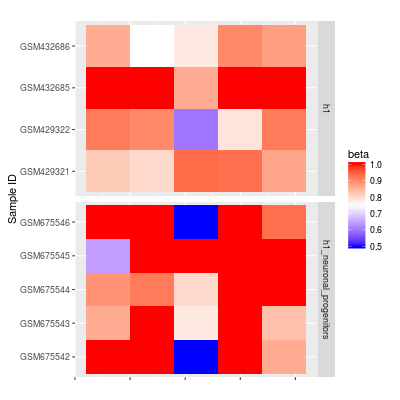 GSM432686
GSM432685
GSM429322
GSM429321
h1
GSM675546
GSM675545
GSM675544
GSM675543
GSM675542
h1_neuronal_progenitors
Sample ID
beta
1.0
0.9
0.8
0.7
0.6
0.5